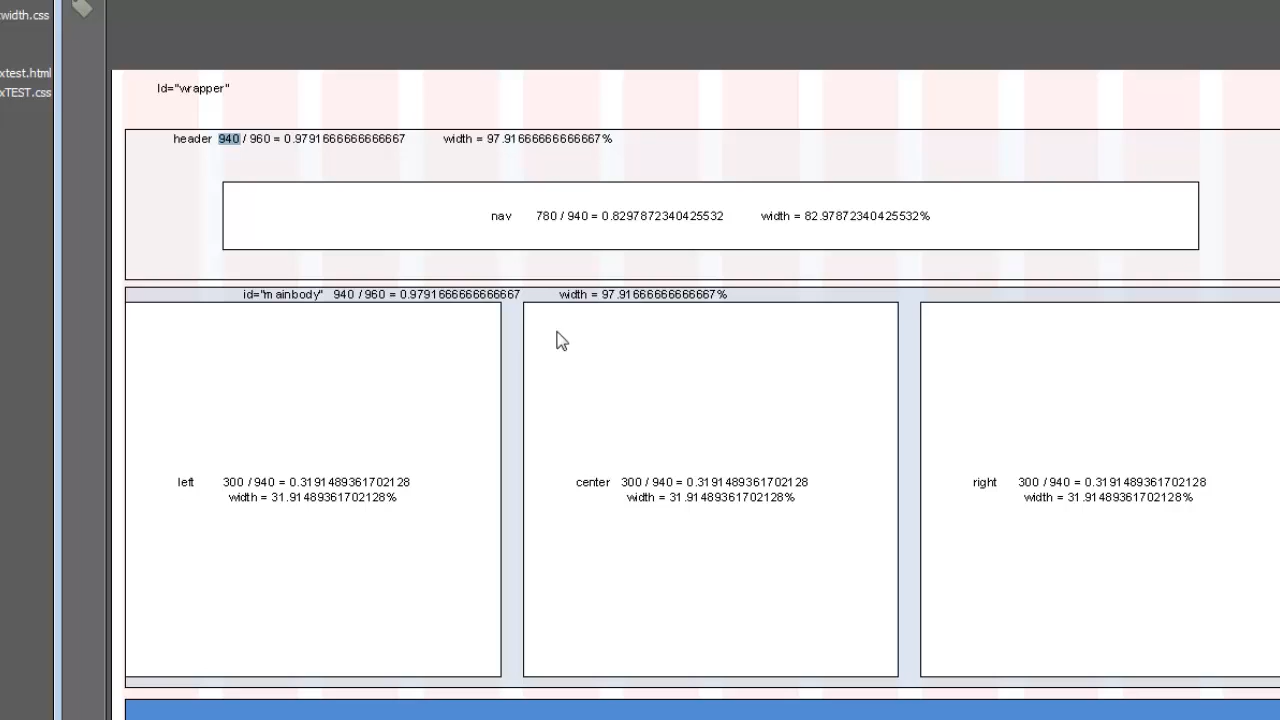 width.css
xtest.html
xTEST.css
Id="wrapper"
header 940 / 960 = 0.9791666666666667 width = 97.91666666666667%
nav 780 / 940 = 0.8297872340425532 width = 82.97872340425532%
id="mainbody" 940 / 960 = 0.9791666666666667 width = 97.91666666666667%
left 300 / 940 = 0.3191489361702128
width = 31.91489361702128%
center 300 / 940 = 0.3191489361702128
width = 31.91489361702128%
right 300 / 940 = 0.3191489361702128
width = 31.91489361702128%